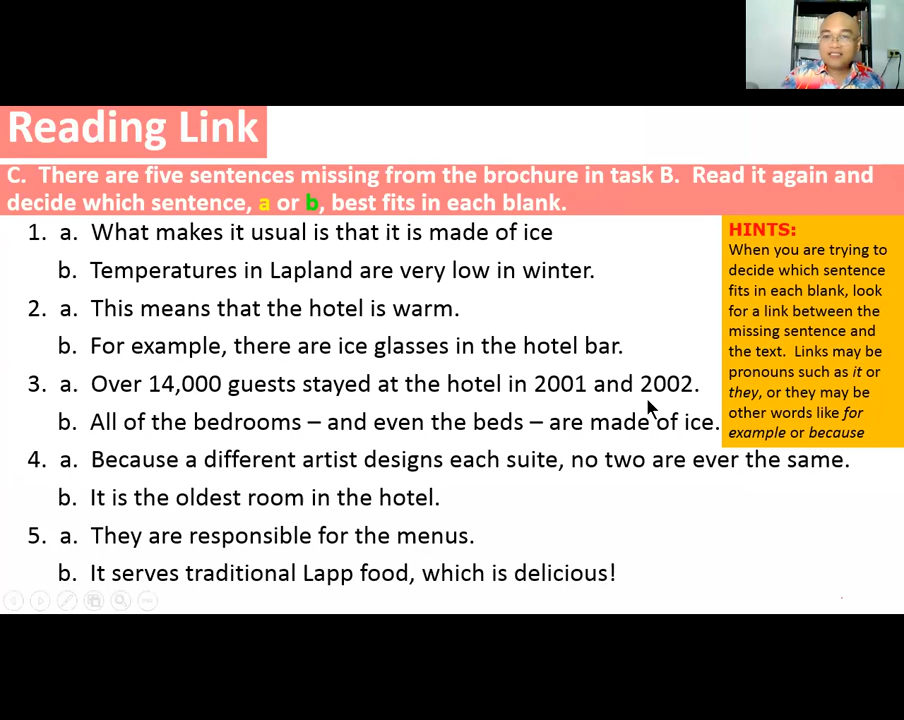 Reading Link
C. There are five sentences missing from the brochure in task B. Read it again and
decide which sentence, a or b, best fits in each blank.
1. a. What makes it usual is that it is made of ice
b. Temperatures in Lapland are very low in winter.
2. a. This means that the hotel is warm.
b. For example, there are ice glasses in the hotel bar.
3. a. Over 14,000 guests stayed at the hotel in 2001 and 2002.
b. All of the bedrooms – and even the beds – are made of ice.
4. a. Because a different artist designs each suite, no two are ever the same.
b. It is the oldest room in the hotel.
5. a. They are responsible for the menus.
b. It serves traditional Lapp food, which is delicious!
HINTS:
When you are trying to
decide which sentence
fits in each blank, look
for a link between the
missing sentence and
the text. Links may be
pronouns such as it or
they, or they may be
other words like for
example or because